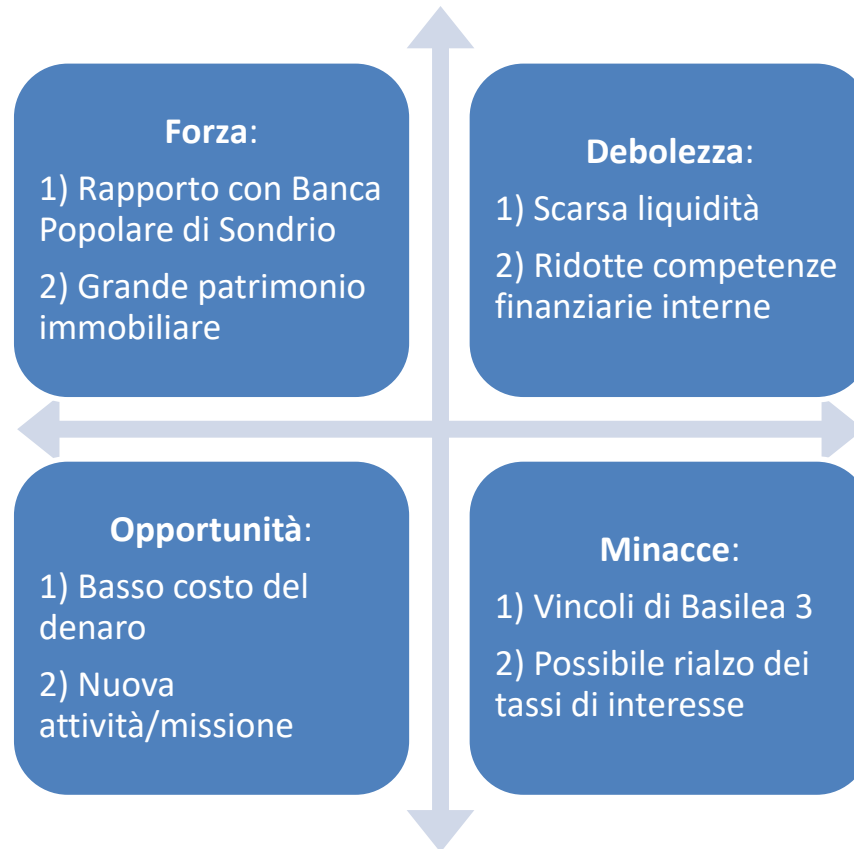 Forza:
1) Rapporto con Banca
Popolare di Sondrio
2) Grande patrimonio
immobiliare
Debolezza:
1) Scarsa liquidità
2) Ridotte competenze
finanziarie interne
Opportunità:
1) Basso costo del
denaro
2) Nuova
attività/missione
Minacce:
1) Vincoli di Basilea 3
2) Possibile rialzo dei
tassi di interesse